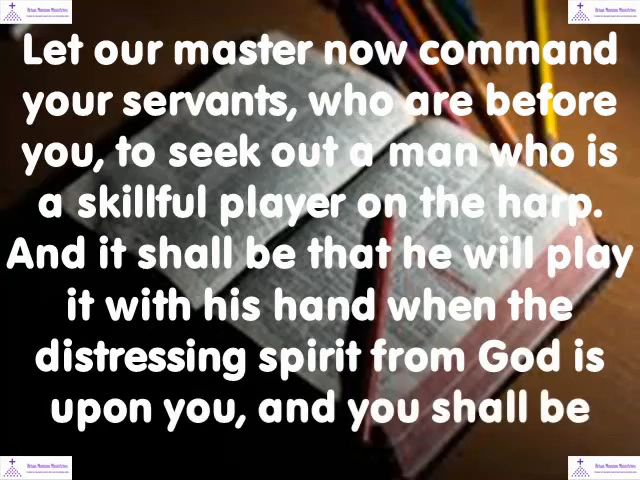 Let our master now command
your servants, who are before
you, to seek out a man who is
a skillful player on the harp.
And it shall be that he will play
it with his hand when the
distressing spirit from God is
upon you, and you shall be